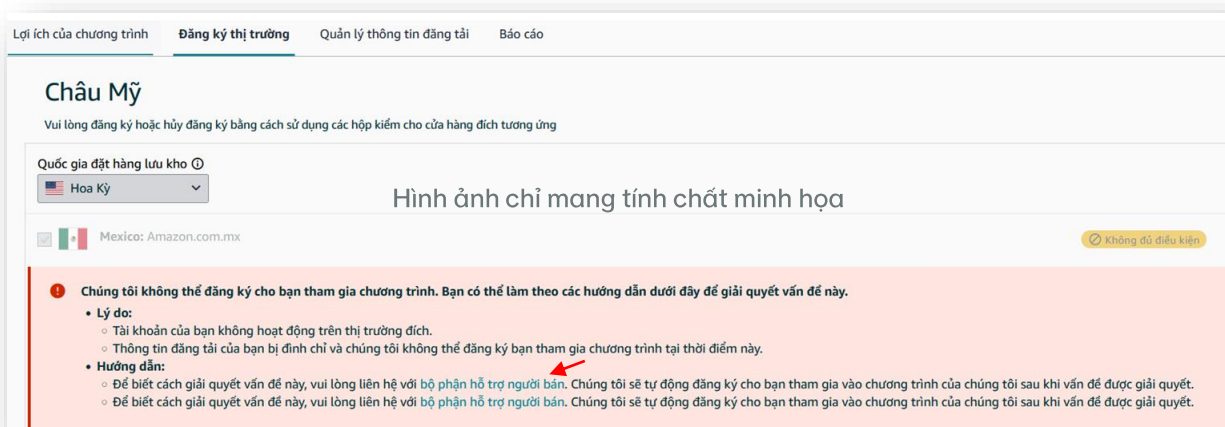 Lợi ích của chương trình Đăng ký thị trường Quản lý thông tin đăng tải Báo cáo
Châu Mỹ
Vui lòng đăng ký hoặc hủy đăng ký bằng cách sử dụng các hộp kiểm cho cửa hàng đích tương ứng
Quốc gia đặt hàng lưu kho
Hoa Kỳ
Hình ảnh chỉ mang tính chất minh họa
Mexico: Amazon.com.mx Không đủ điều kiện
Chúng tôi không thể đăng ký cho bạn tham gia chương trình. Bạn có thể làm theo các hướng dẫn dưới đây để giải quyết vấn đề này.
• Lý do:
◦ Tài khoản của bạn không hoạt động trên thị trường đích.
◦ Thông tin đăng tải của bạn bị đình chỉ và chúng tôi không thể đăng ký bạn tham gia chương trình tại thời điểm này.
• Hướng dẫn:
◦ Để biết cách giải quyết vấn đề này, vui lòng liên hệ với bộ phận hỗ trợ người bán. Chúng tôi sẽ tự động đăng ký cho bạn tham gia vào chương trình của chúng tôi sau khi vấn đề được giải quyết.
◦ Để biết cách giải quyết vấn đề này, vui lòng liên hệ với bộ phận hỗ trợ người bán. Chúng tôi sẽ tự động đăng ký cho bạn tham gia vào chương trình của chúng tôi sau khi vấn đề được giải quyết.